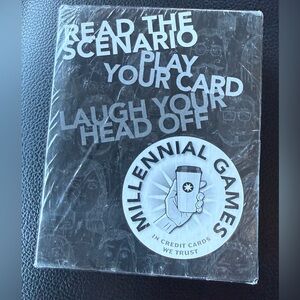 READ THE
SCENARIO
PLAY
YOUR CARD
LAUGH YOUR
HEAD OFF
MILLENNIAL GAMES
IN CREDIT CARDS
WE TRUST